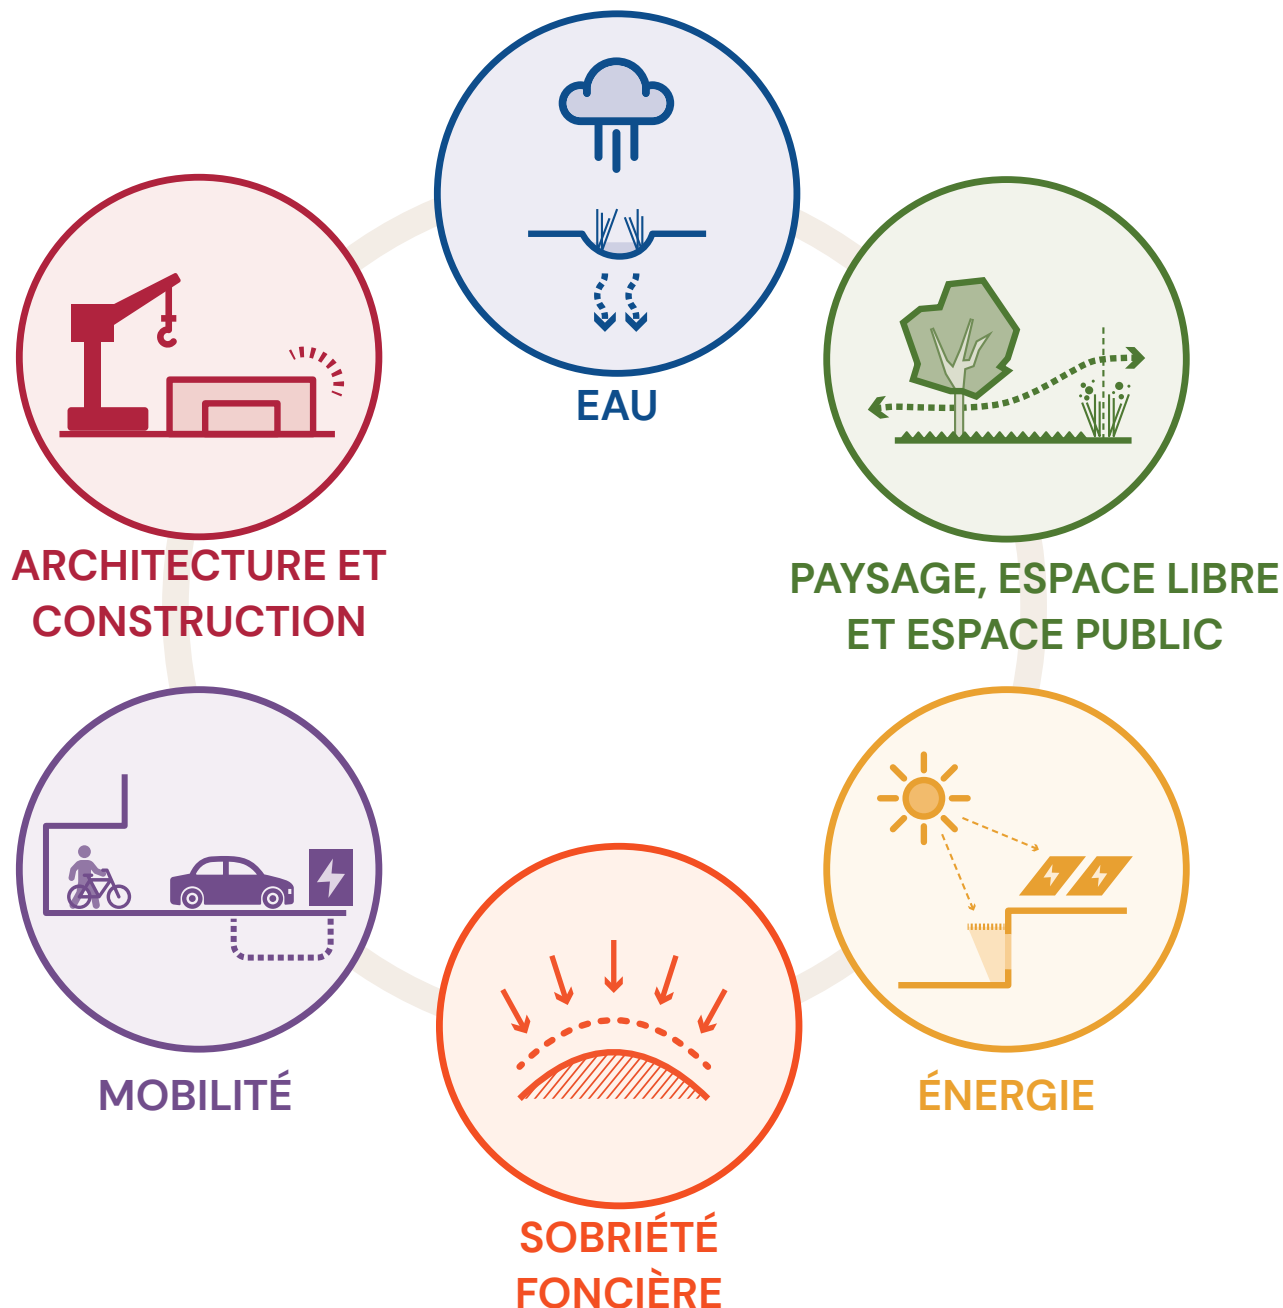 EAU
ARCHITECTURE ET
CONSTRUCTION
PAYSAGE, ESPACE LIBRE
ET ESPACE PUBLIC
MOBILITÉ
ÉNERGIE
SOBRIÉTÉ
FONCIÈRE